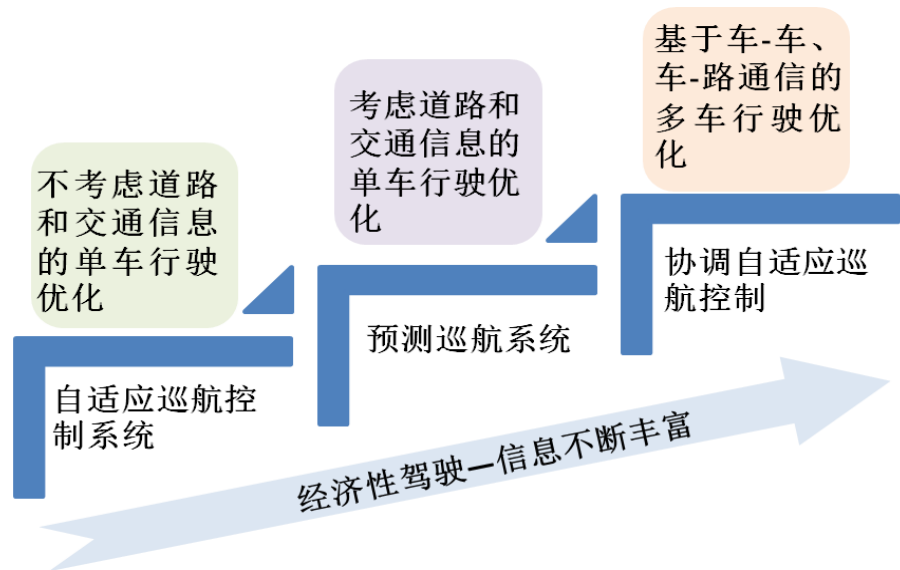 不考虑道路
和交通信息
的单车行驶
优化
自适应巡航控
制系统
考虑道路和
交通信息的
单车行驶优
化
预测巡航系统
基于车-车、
车-路通信的
多车行驶优
化
协调自适应巡
航控制
经济性驾驶—信息不断丰富